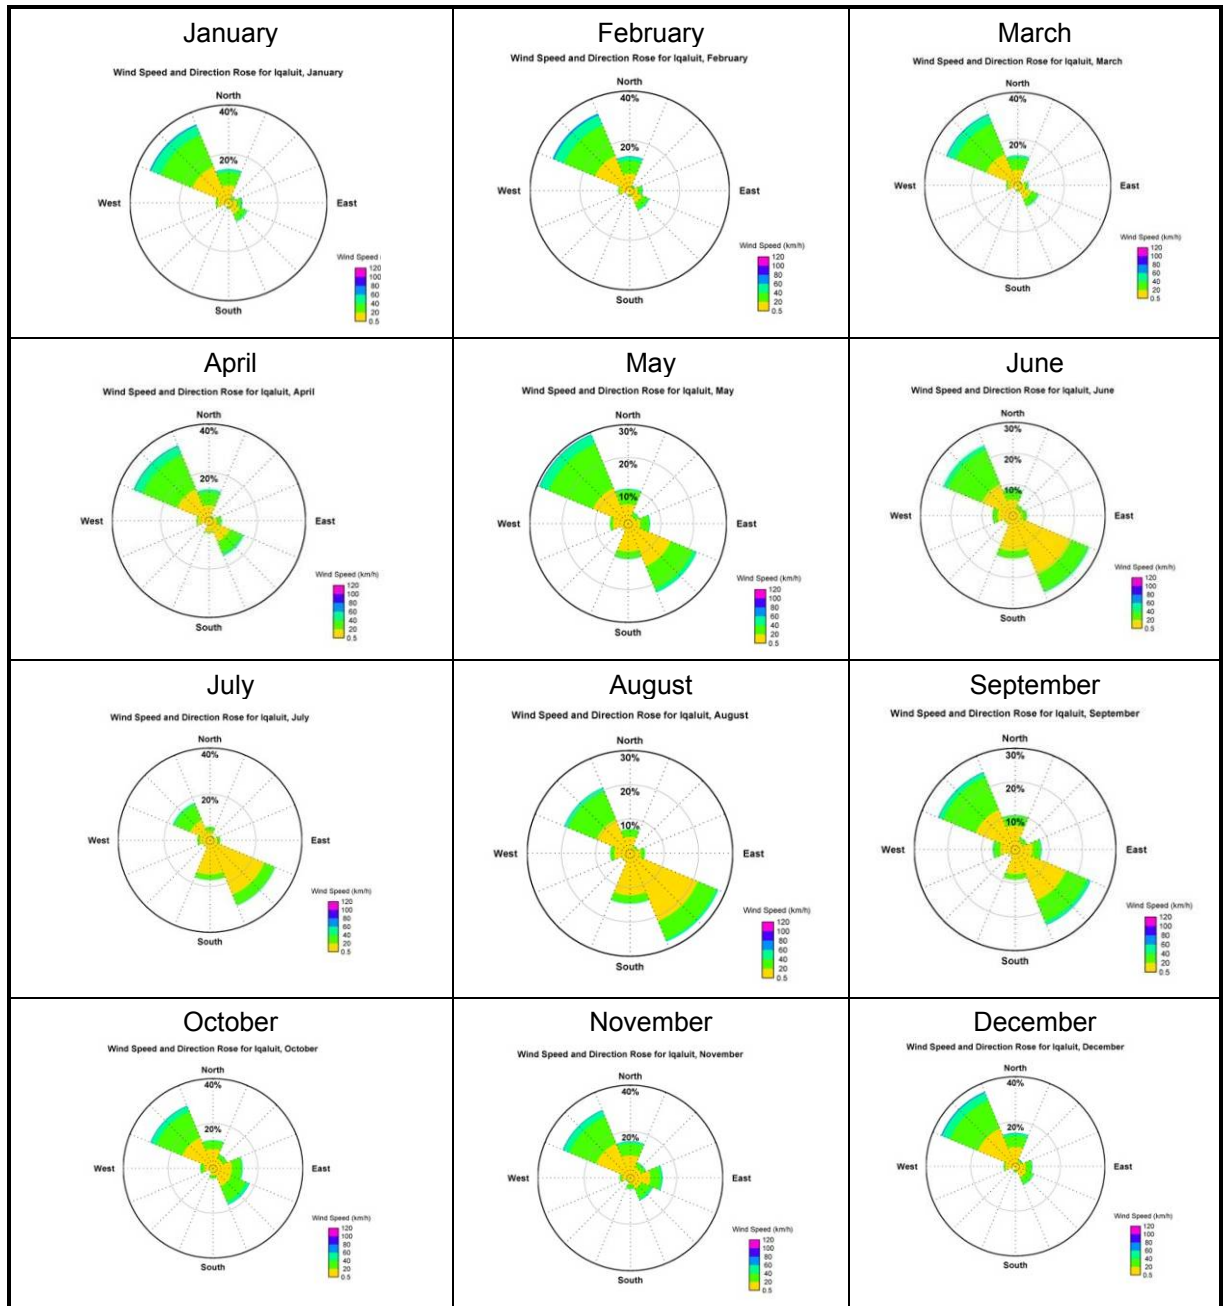 January
Wind Speed and Direction Rose for Iqaluit, January
North
40%
20%
West
East
South
Wind Speed
120
100
80
60
40
20
0.5
February
Wind Speed and Direction Rose for Iqaluit, February
North
40%
20%
West
East
South
Wind Speed (km/h)
120
100
80
60
40
20
0.5
March
Wind Speed and Direction Rose for Iqaluit, March
North
40%
20%
West
East
South
Wind Speed (km/h)
120
100
80
60
40
20
0.5
April
Wind Speed and Direction Rose for Iqaluit, April
North
40%
20%
West
East
South
Wind Speed (km/h)
120
100
80
60
40
20
0.5
May
Wind Speed and Direction Rose for Iqaluit, May
North
30%
20%
10%
West
East
South
Wind Speed (km/h)
120
100
80
60
40
20
0.5
June
Wind Speed and Direction Rose for Iqaluit, June
North
30%
20%
10%
West
East
South
Wind Speed (km/h)
120
100
80
60
40
20
0.5
July
Wind Speed and Direction Rose for Iqaluit, July
North
40%
20%
West
East
South
Wind Speed (km/h)
120
100
80
60
40
20
0.5
August
Wind Speed and Direction Rose for Iqaluit, August
North
30%
20%
10%
West
East
South
Wind Speed (km/h)
120
100
80
60
40
20
0.5
September
Wind Speed and Direction Rose for Iqaluit, September
North
30%
20%
10%
West
East
South
Wind Speed (km/h)
120
100
80
60
40
20
0.5
October
Wind Speed and Direction Rose for Iqaluit, October
North
40%
20%
West
East
South
Wind Speed (km/h)
120
100
80
60
40
20
0.5
November
Wind Speed and Direction Rose for Iqaluit, November
North
40%
20%
West
East
South
Wind Speed (km/h)
120
100
80
60
40
20
0.5
December
Wind Speed and Direction Rose for Iqaluit, December
North
40%
20%
West
East
South
Wind Speed (km/h)
120
100
80
60
40
20
0.5